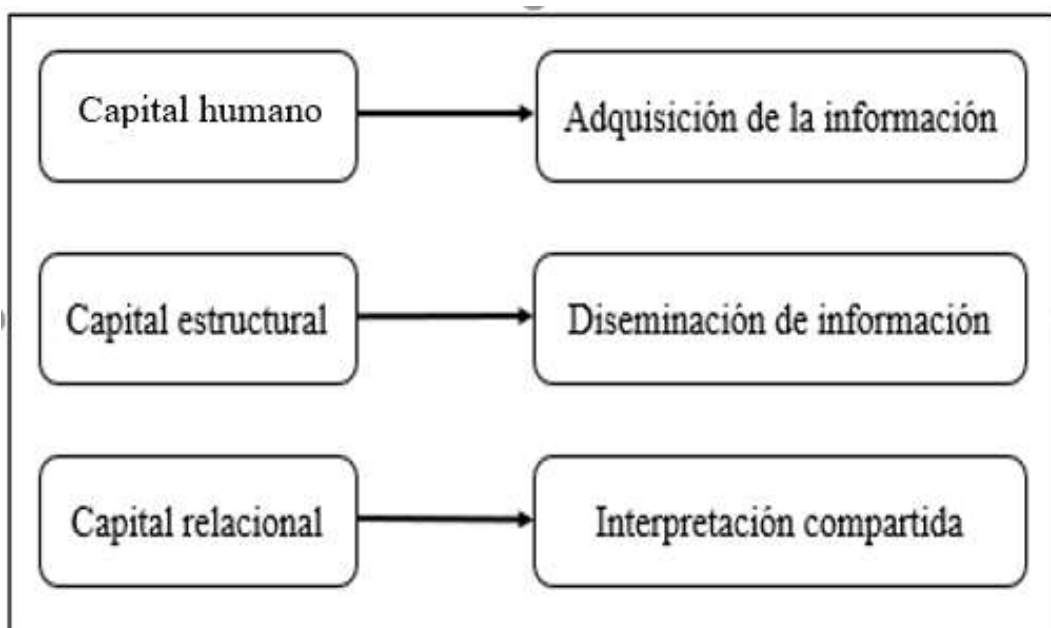 Capital humano
Adquisición de la información
Capital estructural
Diseminación de información
Capital relacional
Interpretación compartida